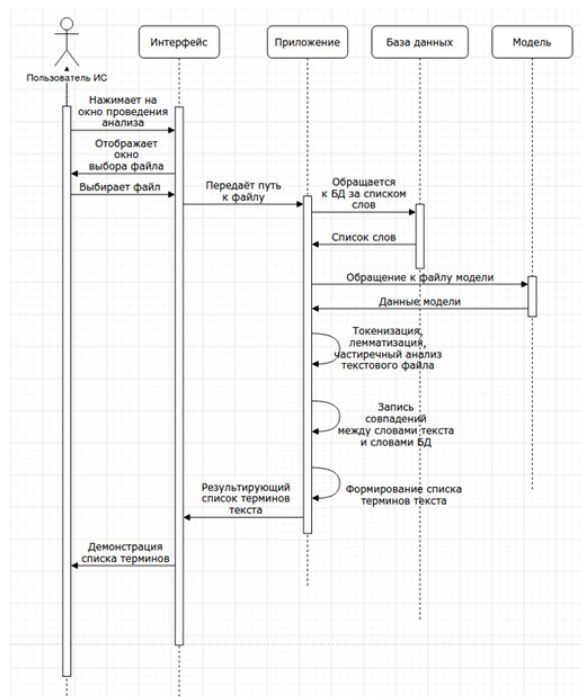 Интерфейс
Приложение
База данных
Модель
Пользователь ИС
Нажимает на
окно проведения
анализа
Отображает
окно
выбора файла
Выбирает файл
Передаёт путь
к файлу
Обращается
к БД за списком
слов
Список слов
Обращение к файлу модели
Данные модели
Токенизация,
лемматизация,
частиречный анализ
текстового файла
Запись
совпадений
между словами текста
и словами БД
Формирование списка
терминов текста
Результирующий
список терминов
текста
Демонстрация
списка терминов